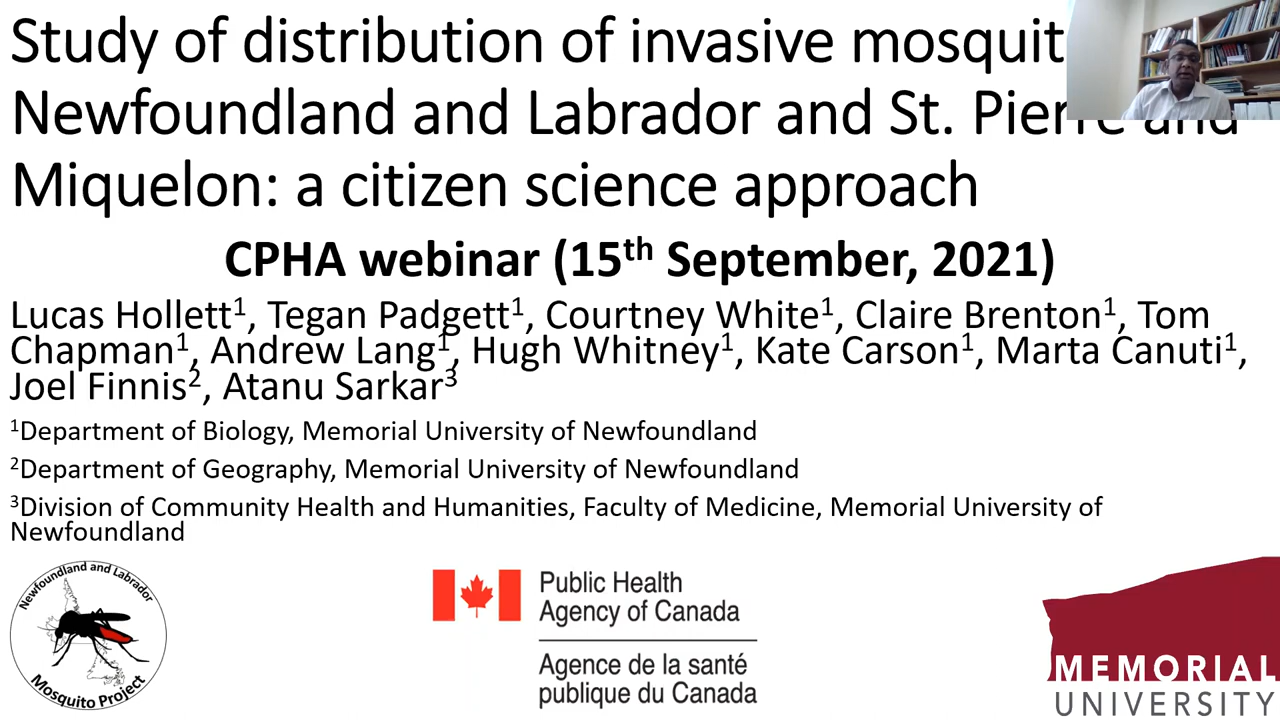 Study of distribution of invasive mosquit
Newfoundland and Labrador and St. Pierre and
Miquelon: a citizen science approach
CPHA webinar (15th September, 2021)
Lucas Hollett1, Tegan Padgett1, Courtney White1, Claire Brenton1, Tom
Chapman1, Andrew Lang1, Hugh Whitney1, Kate Carson1, Marta Canuti1,
Joel Finnis2, Atanu Sarkar3
1Department of Biology, Memorial University of Newfoundland
2Department of Geography, Memorial University of Newfoundland
3Division of Community Health and Humanities, Faculty of Medicine, Memorial University of
Newfoundland
Newfoundland and Labrador
Mosquito Project
Public Health
Agency of Canada
Agence de la santé
publique du Canada
MEMORIAL
UNIVERSITY